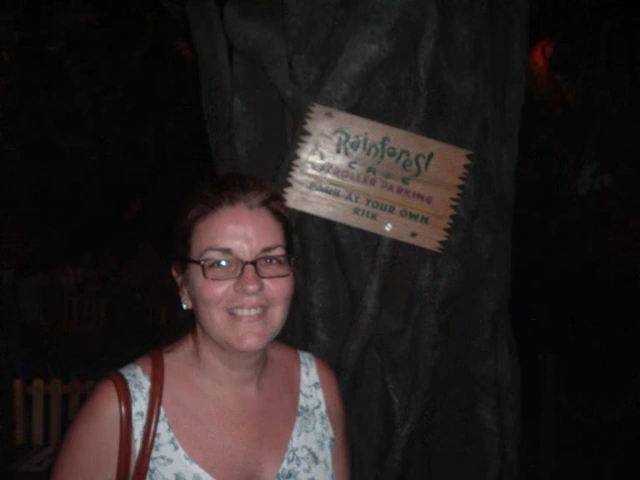 Rainforest
CAFE
STROLLER PARKING
PARK AT YOUR OWN
RISK